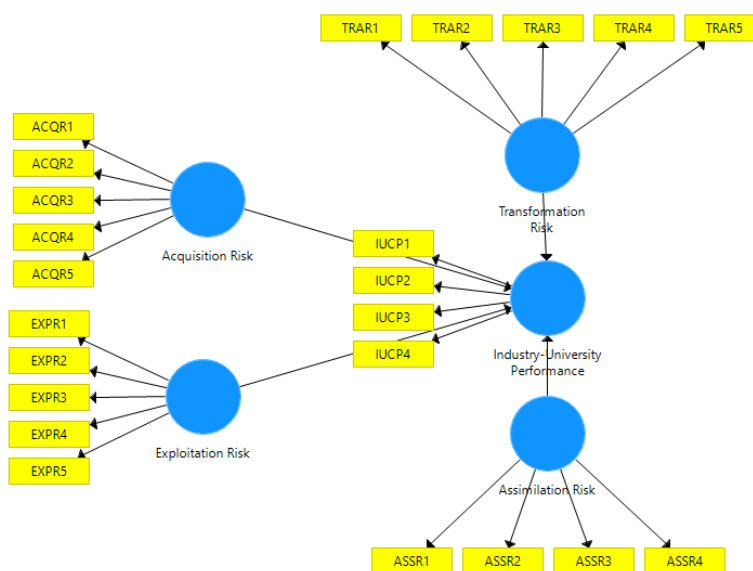 TRAR1
TRAR2
TRAR3
TRAR4
TRAR5
ACQR1
ACQR2
ACQR3
ACQR4
ACQR5
Acquisition Risk
Transformation
Risk
IUCP1
IUCP2
IUCP3
IUCP4
Industry-University
Performance
EXPR1
EXPR2
EXPR3
EXPR4
EXPR5
Exploitation Risk
Assimilation Risk
ASSR1
ASSR2
ASSR3
ASSR4